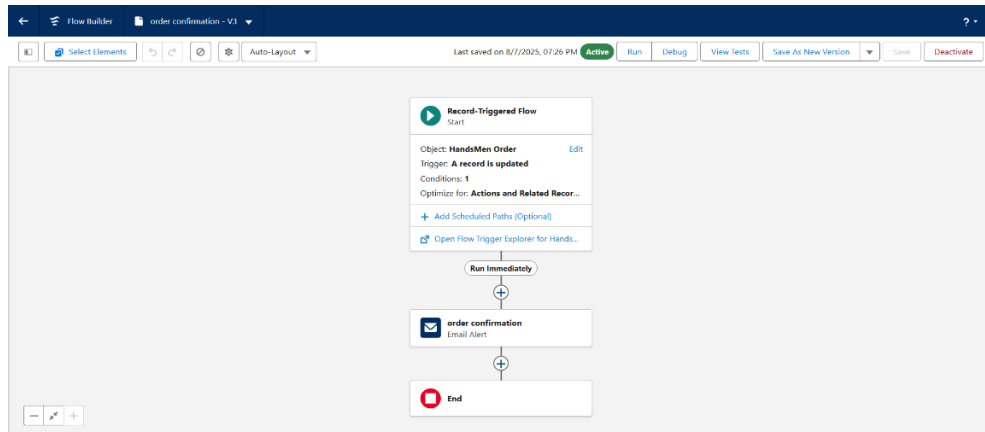 Flow Builder
order confirmation - V3
?
Select Elements
Auto-Layout
Last saved on 8/7/2025, 07:26 PM
Active
Run
Debug
View Tests
Save As New Version
Save
Deactivate
Record-Triggered Flow
Start
Object: HandsMen Order
Edit
Trigger: A record is updated
Conditions: 1
Optimize for: Actions and Related Recor...
+ Add Scheduled Paths (Optional)
Open Flow Trigger Explorer for Hands...
Run Immediately
order confirmation
Email Alert
End